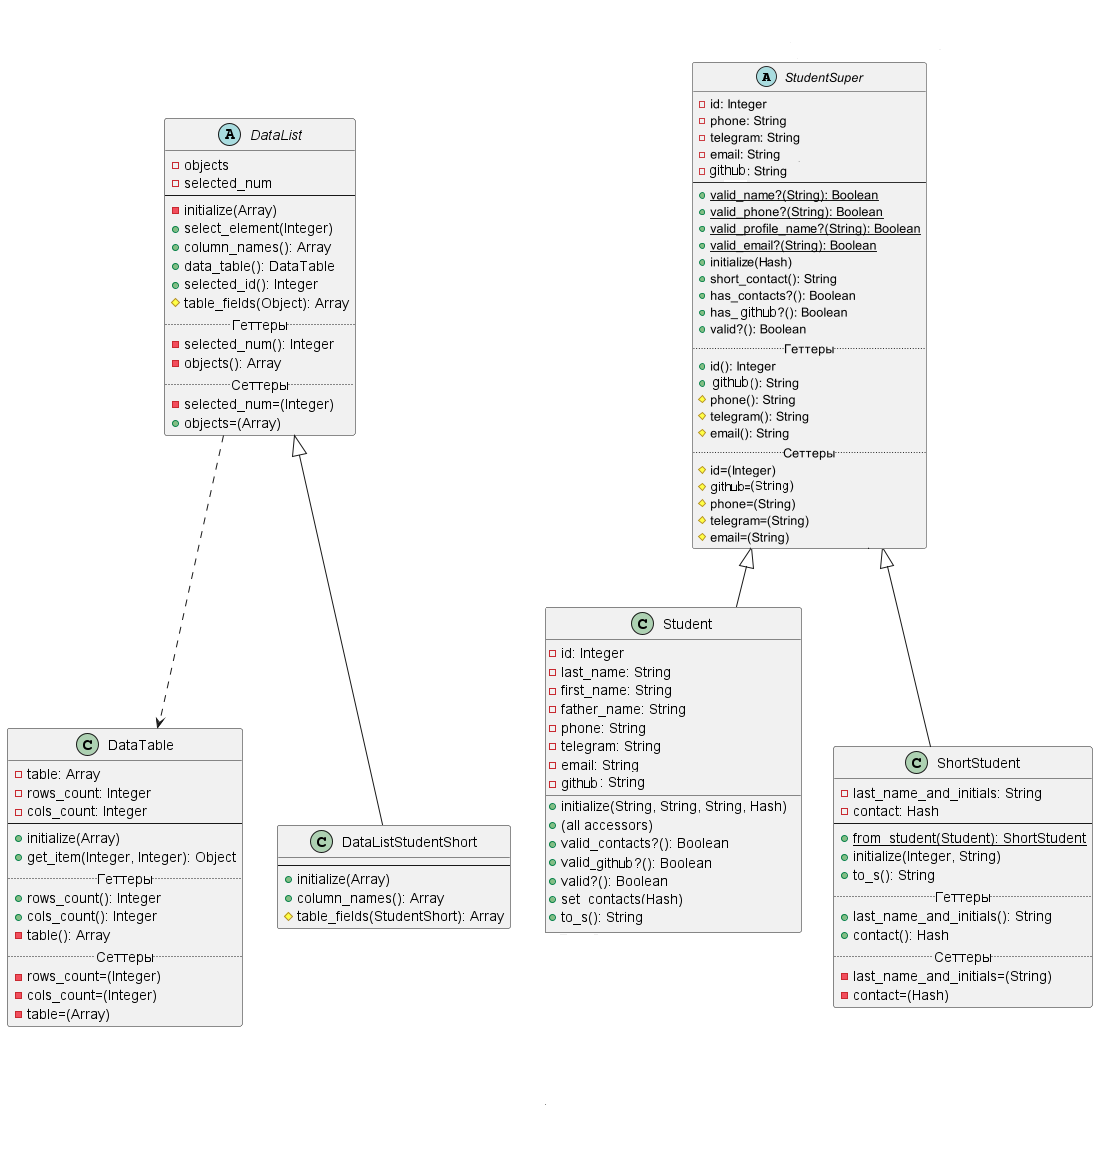 A DataList
objects
selected_num
initialize(Array)
select_element(Integer)
column_names(): Array
data_table(): DataTable
selected_id(): Integer
table_fields(Object): Array
Геттеры
selected_num(): Integer
objects(): Array
Сеттеры
selected_num=(Integer)
objects=(Array)
A StudentSuper
id: Integer
phone: String
telegram: String
email: String
github: String
valid_name?(String): Boolean
valid_phone?(String): Boolean
valid_profile_name?(String): Boolean
valid_email?(String): Boolean
initialize(Hash)
short_contact(): String
has_contacts?(): Boolean
has_ github?(): Boolean
valid?(): Boolean
Геттеры
id(): Integer
github(): String
phone(): String
telegram(): String
email(): String
Сеттеры
id=(Integer)
github=(String)
phone=(String)
telegram=(String)
email=(String)
C DataTable
table: Array
rows_count: Integer
cols_count: Integer
initialize(Array)
get_item(Integer, Integer): Object
Геттеры
rows_count(): Integer
cols_count(): Integer
table(): Array
Сеттеры
rows_count=(Integer)
cols_count=(Integer)
table=(Array)
C DataListStudentShort
initialize(Array)
column_names(): Array
table_fields(StudentShort): Array
C Student
id: Integer
last_name: String
first_name: String
father_name: String
phone: String
telegram: String
email: String
github: String
initialize(String, String, String, Hash)
(all accessors)
valid_contacts?(): Boolean
valid_github?(): Boolean
valid?(): Boolean
set_contacts(Hash)
to_s(): String
C ShortStudent
last_name_and_initials: String
contact: Hash
from_student(Student): ShortStudent
initialize(Integer, String)
to_s(): String
Геттеры
last_name_and_initials(): String
contact(): Hash
Сеттеры
last_name_and_initials=(String)
contact=(Hash)